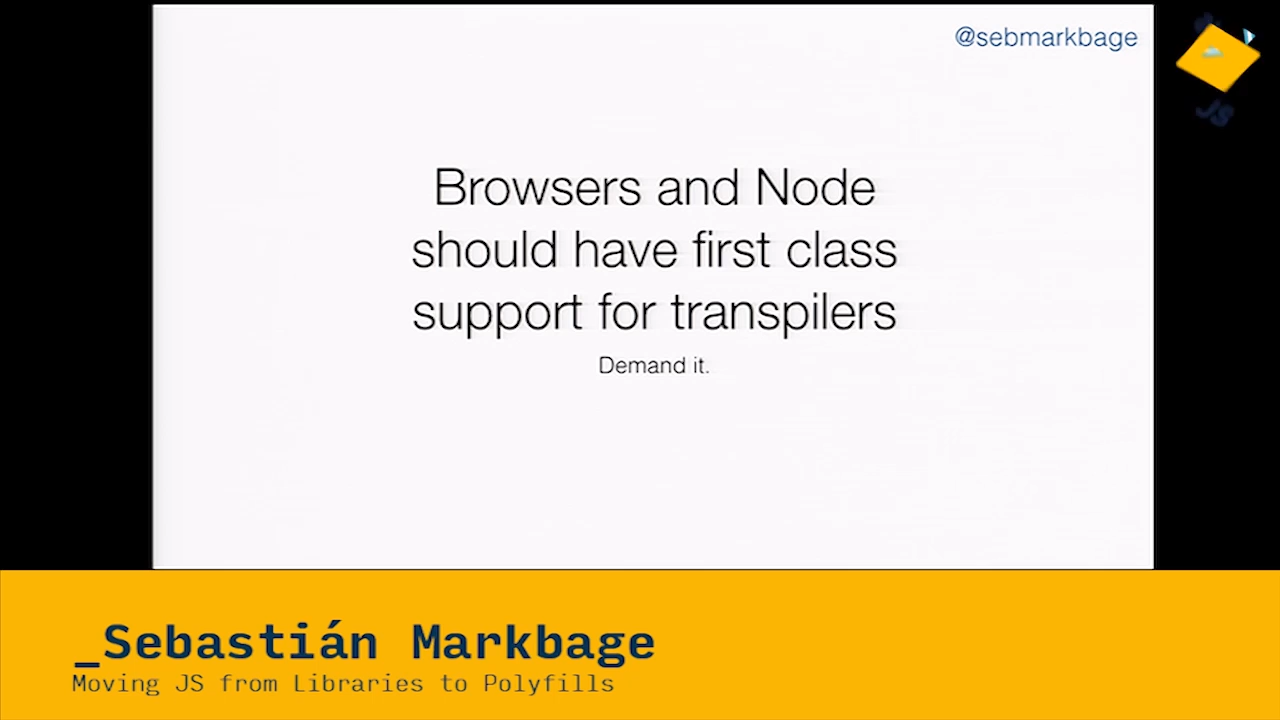 @sebmarkbage
JS
Browsers and Node
should have first class
support for transpilers
Demand it.
_Sebastián Markbage
Moving JS from Libraries to Polyfills